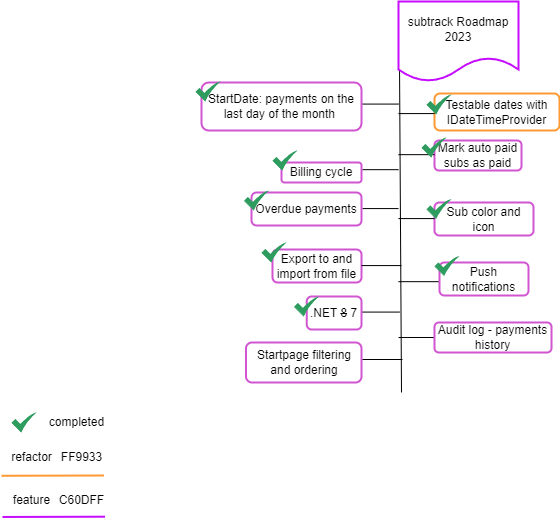 subtrack Roadmap
2023
StartDate: payments on the
last day of the month
Testable dates with
IDateTimeProvider
Mark auto paid
subs as paid
Billing cycle
Overdue payments
Sub color and
icon
Export to and
import from file
Push
notifications
.NET 8 7
Audit log - payments
history
Startpage filtering
and ordering
completed
refactor FF9933
feature C60DFF